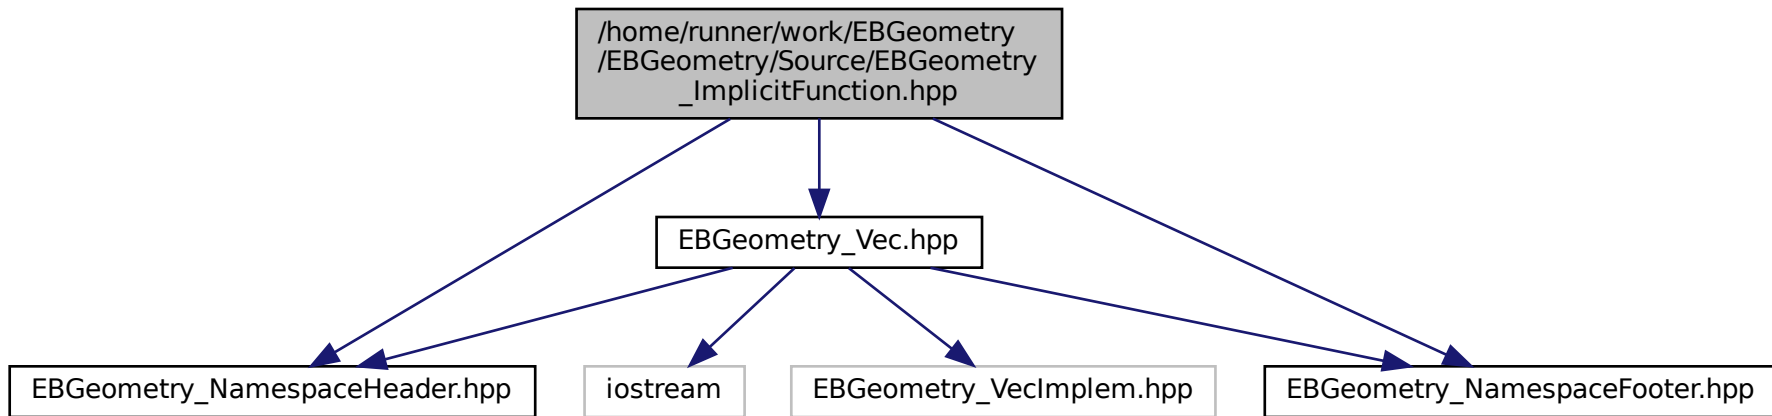 /home/runner/work/EBGeometry
/EBGeometry/Source/EBGeometry
_ImplicitFunction.hpp
EBGeometry_Vec.hpp
EBGeometry_NamespaceHeader.hpp
iostream
EBGeometry_VecImplem.hpp
EBGeometry_NamespaceFooter.hpp